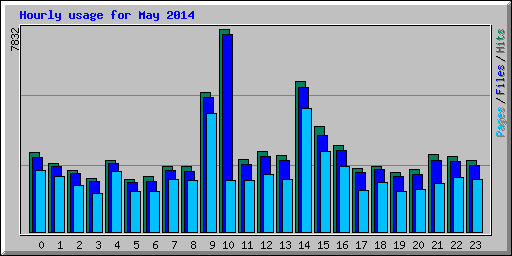 Hourly usage for May 2014
7832
Pages/Files/Hits
0 1 2 3 4 5 6 7 8 9 10 11 12 13 14 15 16 17 18 19 20 21 22 23